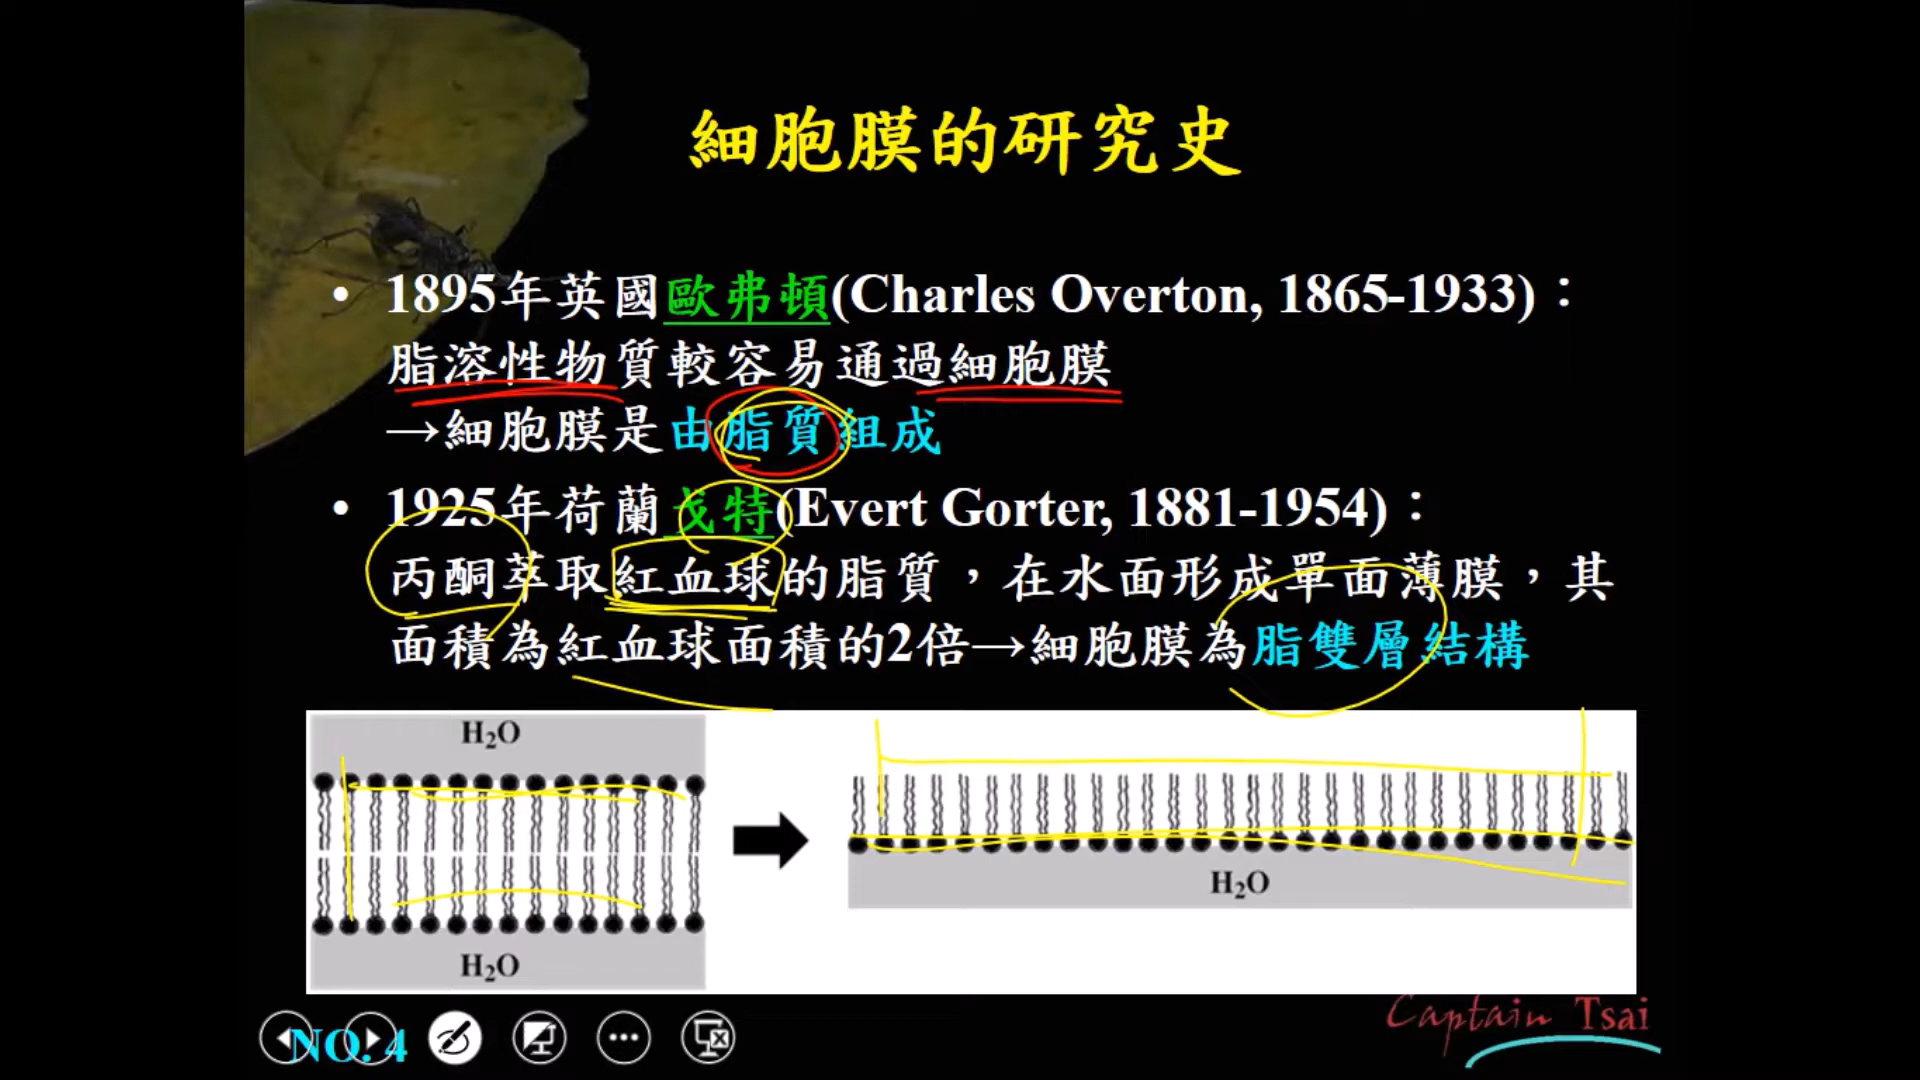 細胞膜的研究史
• 1895年英國歐弗頓(Charles Overton, 1865-1933)：
脂溶性物質較容易通過細胞膜
→細胞膜是由脂質組成
• 1925年荷蘭戈特(Evert Gorter, 1881-1954)：
丙酮萃取紅血球的脂質，在水面形成單面薄膜，其
面積為紅血球面積的2倍→細胞膜為脂雙層結構
H₂O
H₂O
H₂O
Captain Tsai
NO. 4